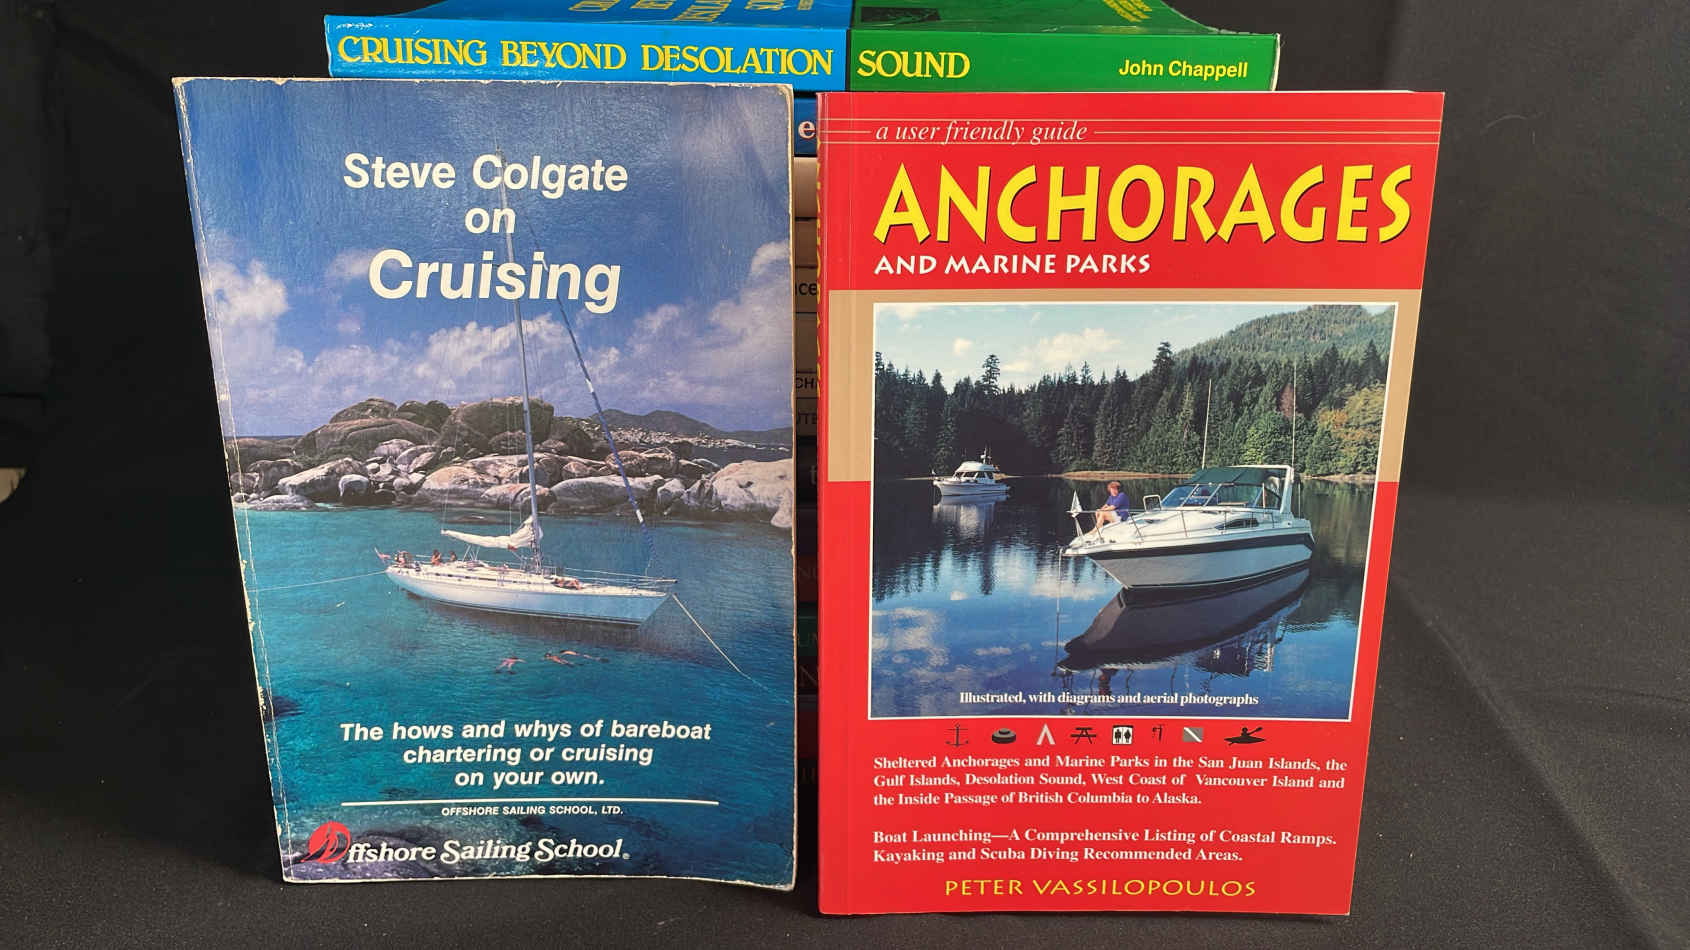 CRUISING BEYOND DESOLATION SOUND John Chappell
Steve Colgate
on
Cruising
The hows and whys of bareboat
chartering or cruising
on your own.
OFFSHORE SAILING SCHOOL, LTD.
Offshore Sailing School®
a user friendly guide
ANCHORAGES
AND MARINE PARKS
Illustrated, with diagrams and aerial photographs
Sheltered Anchorages and Marine Parks in the San Juan Islands, the
Gulf Islands, Desolation Sound, West Coast of Vancouver Island and
the Inside Passage of British Columbia to Alaska.
Boat Launching—A Comprehensive Listing of Coastal Ramps.
Kayaking and Scuba Diving Recommended Areas.
PETER VASSILOPOULOS